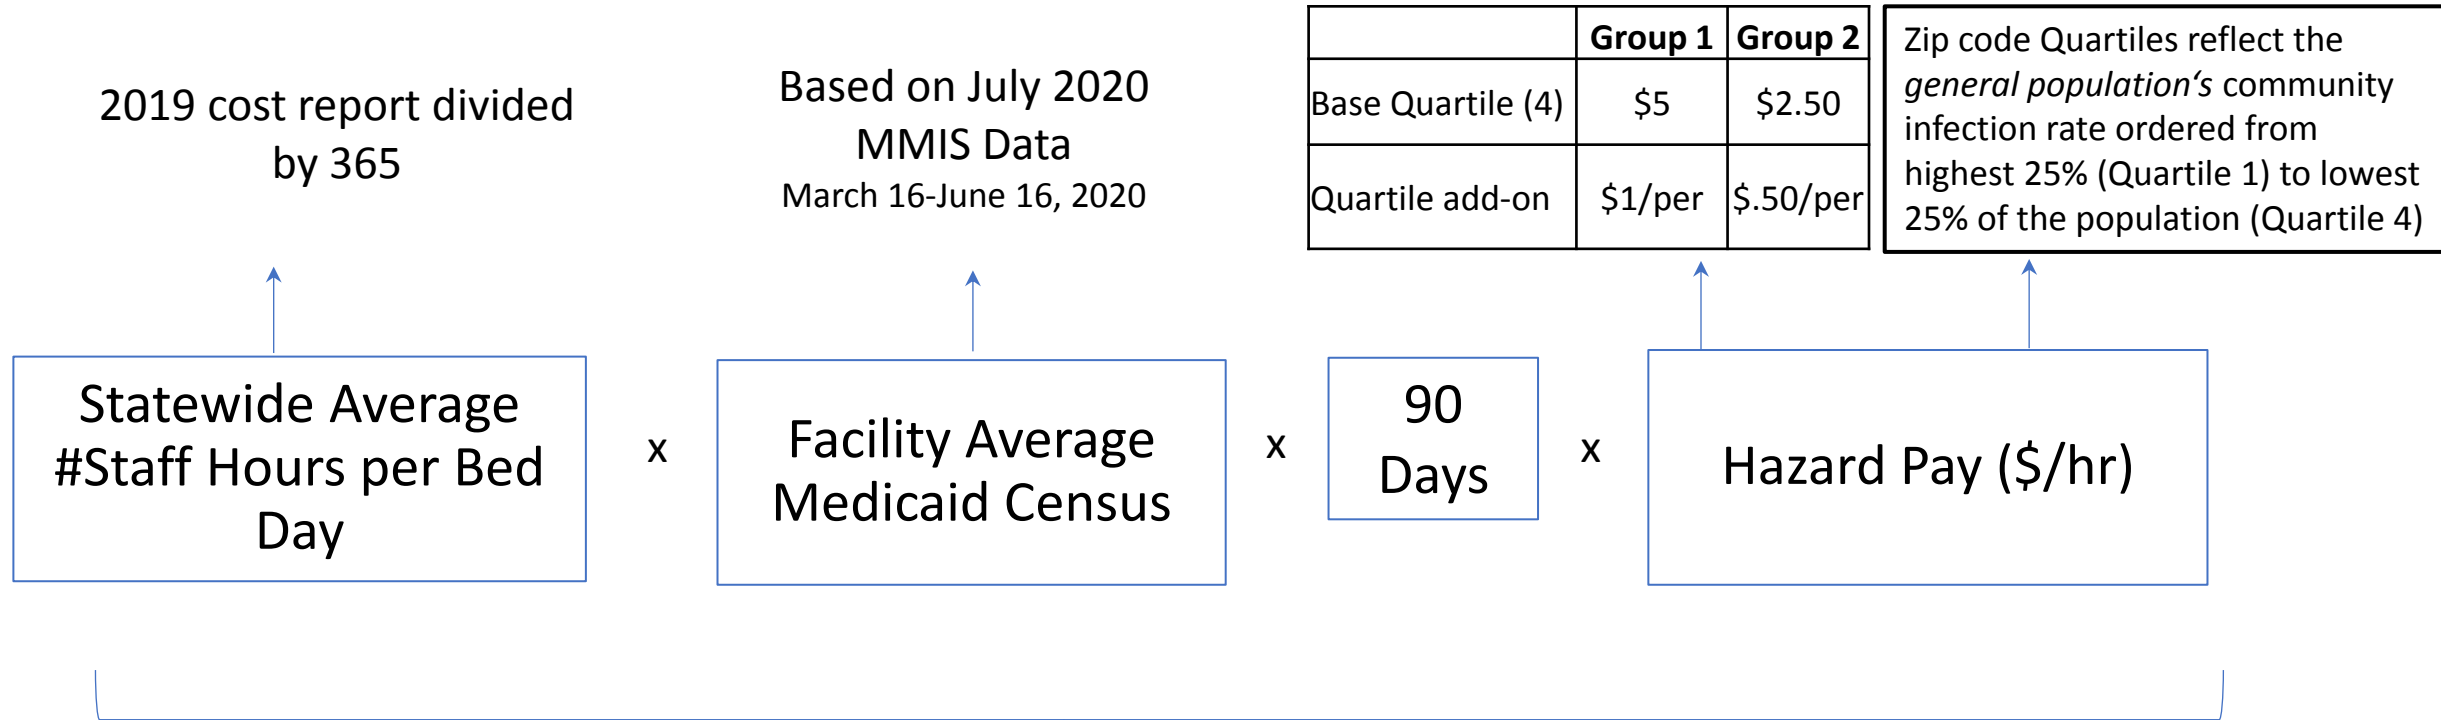 2019 cost report divided
by 365
Based on July 2020
MMIS Data
March 16-June 16, 2020
Group 1 Group 2
Base Quartile (4) $5 $2.50
Quartile add-on $1/per $.50/per
Zip code Quartiles reflect the
general population‘s community
infection rate ordered from
highest 25% (Quartile 1) to lowest
25% of the population (Quartile 4)
Statewide Average
#Staff Hours per Bed
Day
x
Facility Average
Medicaid Census
x
90
Days
x
Hazard Pay ($/hr)